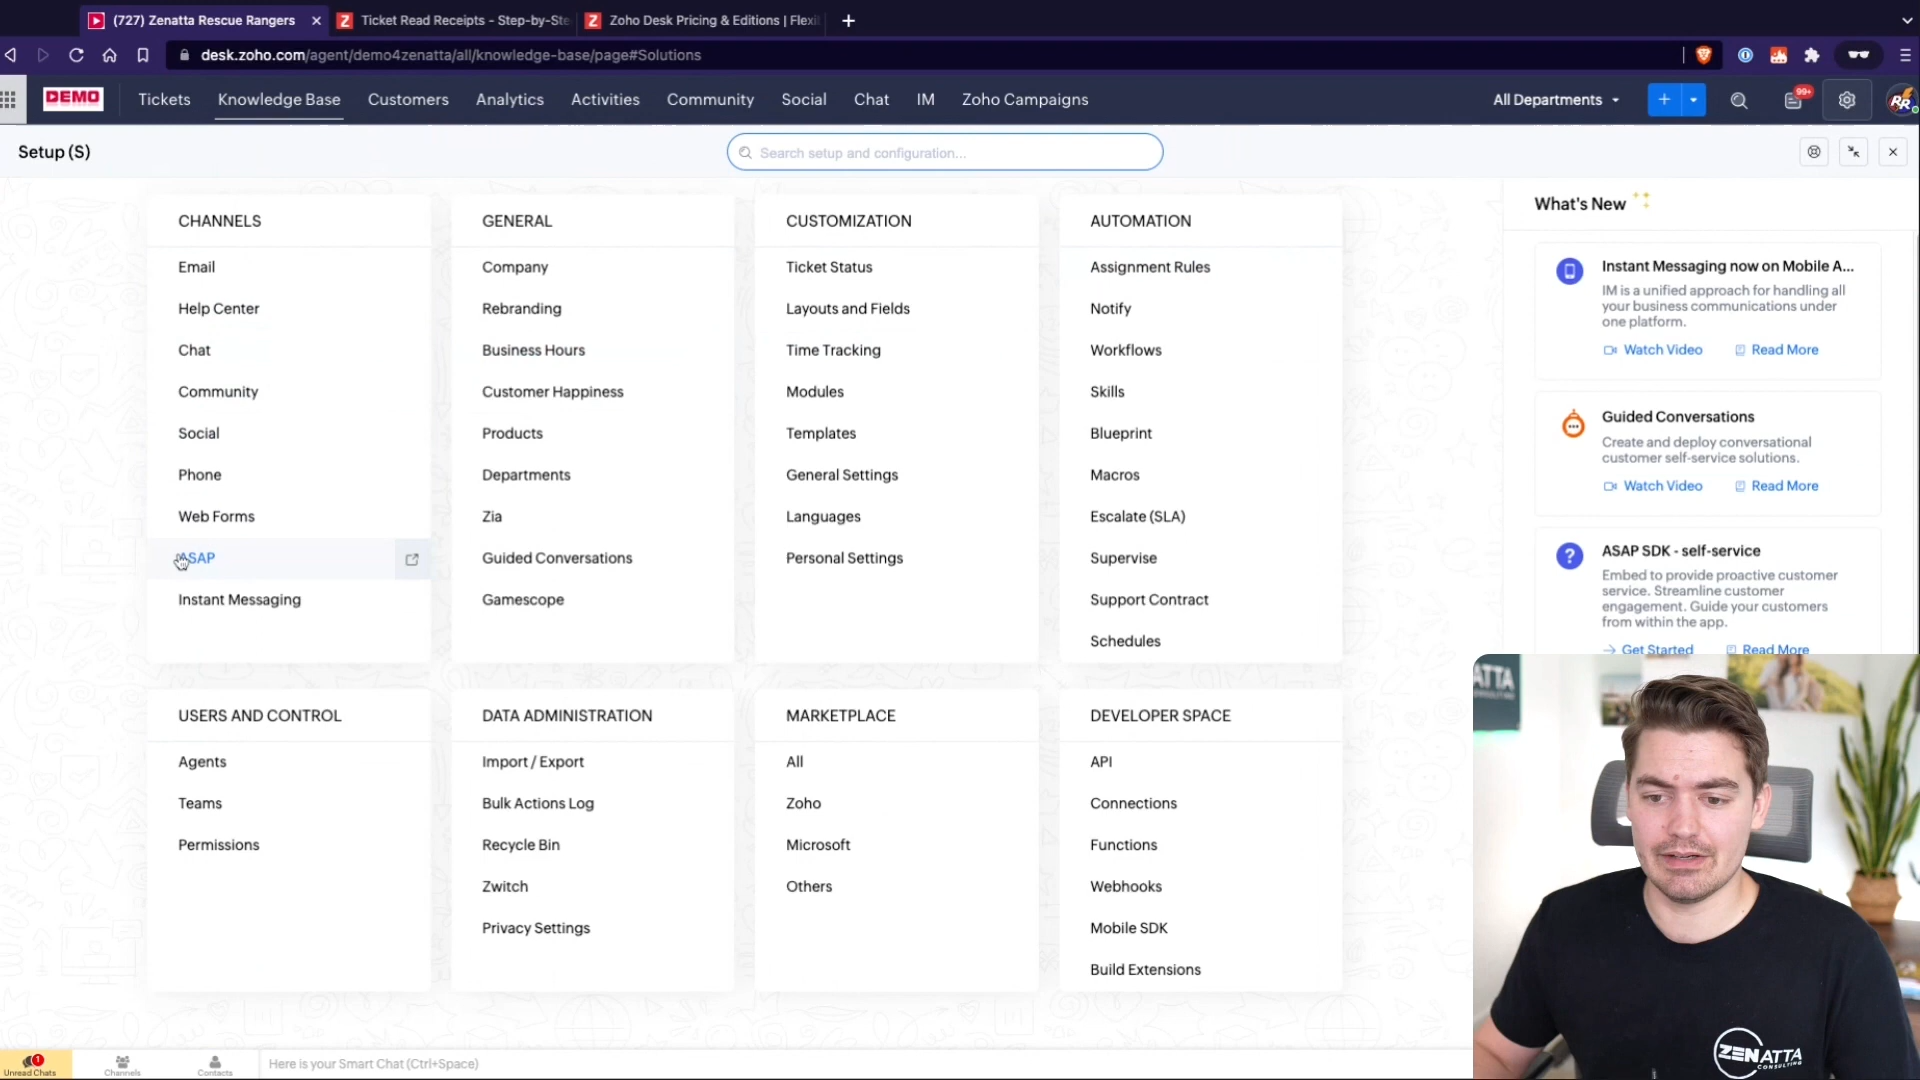 (727) Zenatta Rescue Rangers
Ticket Read Receipts - Step-by-Ste
Zoho Desk Pricing & Editions | Flexi
desk.zoho.com/agent/demo4zenatta/all/knowledge-base/page#Solutions
DEMO
Tickets
Knowledge Base
Customers
Analytics
Activities
Community
Social
Chat
IM
Zoho Campaigns
All Departments
99+
RR
Setup (S)
Search setup and configuration...
CHANNELS
Email
Help Center
Chat
Community
Social
Phone
Web Forms
ASAP
Instant Messaging
GENERAL
Company
Rebranding
Business Hours
Customer Happiness
Products
Departments
Zia
Guided Conversations
Gamescope
CUSTOMIZATION
Ticket Status
Layouts and Fields
Time Tracking
Modules
Templates
General Settings
Languages
Personal Settings
AUTOMATION
Assignment Rules
Notify
Workflows
Skills
Blueprint
Macros
Escalate (SLA)
Supervise
Support Contract
Schedules
What's New
Instant Messaging now on Mobile A...
IM is a unified approach for handling all
your business communications under
one platform.
Watch Video Read More
Guided Conversations
Create and deploy conversational
customer self-service solutions.
Watch Video Read More
ASAP SDK - self-service
Embed to provide proactive customer
service. Streamline customer
engagement. Guide your customers
from within the app.
Get Started Read More
USERS AND CONTROL
Agents
Teams
Permissions
DATA ADMINISTRATION
Import / Export
Bulk Actions Log
Recycle Bin
Zwitch
Privacy Settings
MARKETPLACE
All
Zoho
Microsoft
Others
DEVELOPER SPACE
API
Connections
Functions
Webhooks
Mobile SDK
Build Extensions
ATTA
ZENATTA
CONSULTING
1
Unread Chats
Channels
Contacts
Here is your Smart Chat (Ctrl+Space)